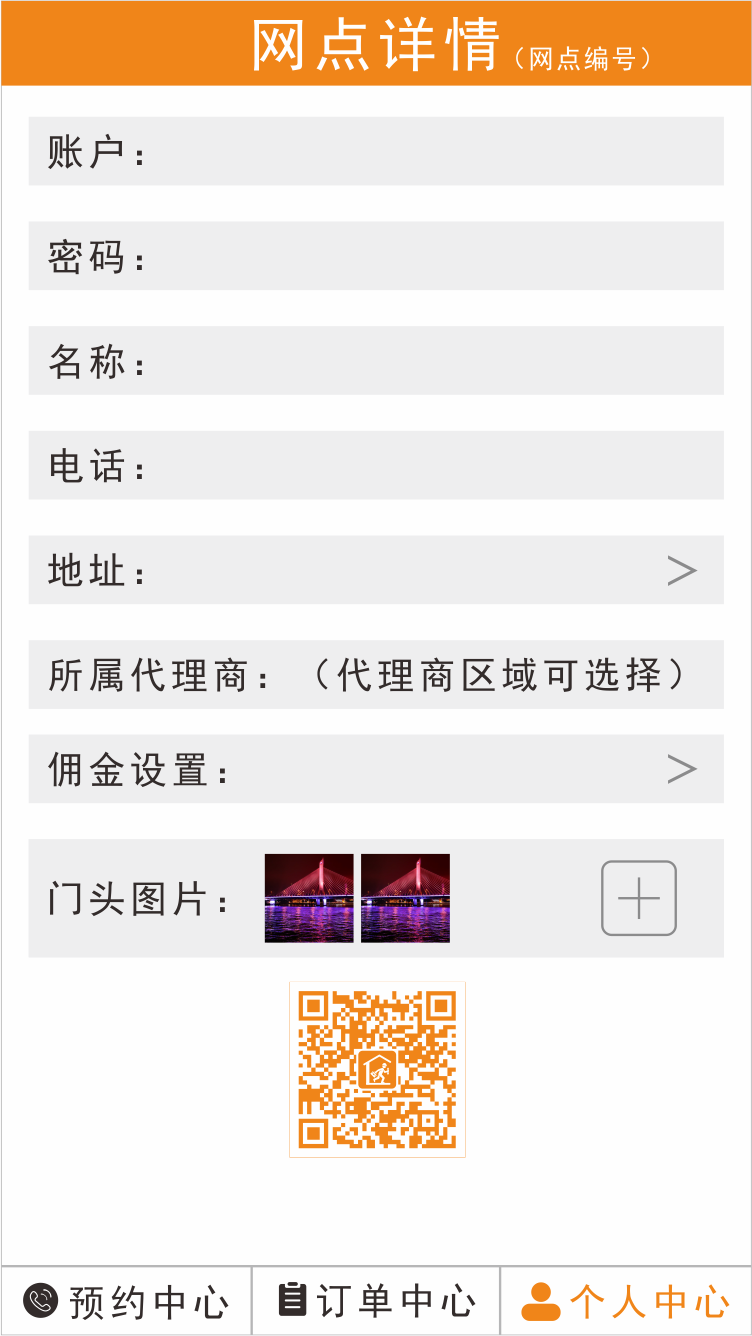 网点详情（网点编号）
账户：
密码：
名称：
电话：
地址： >
所属代理商：（代理商区域可选择）
佣金设置： >
门头图片：
预约中心 订单中心 个人中心